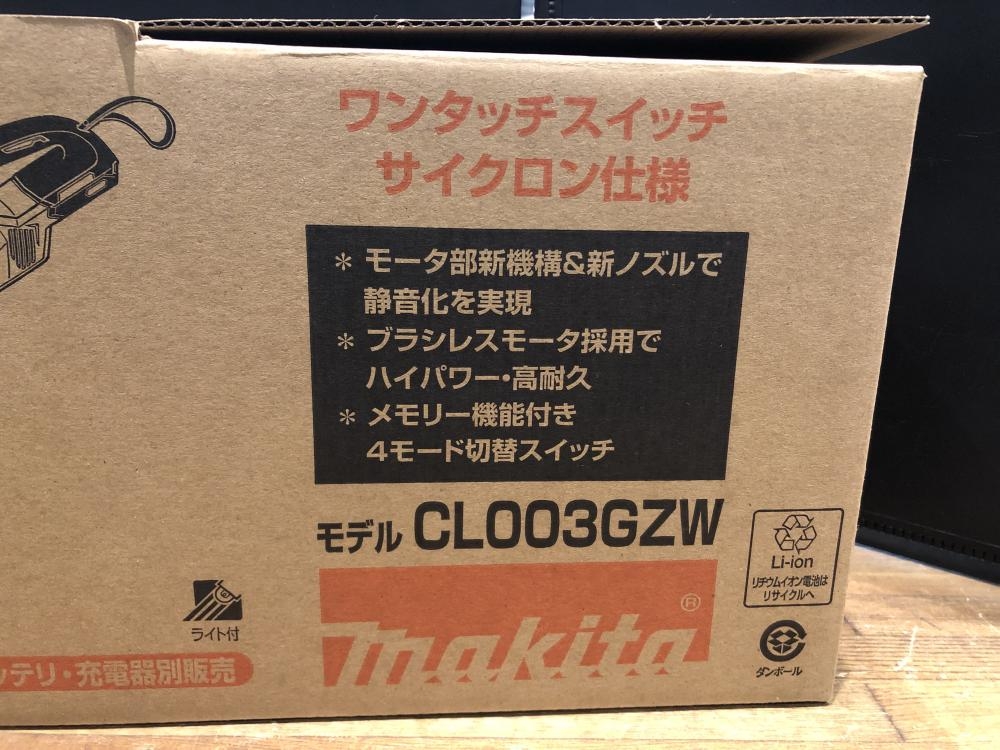 ワンタッチスイッチ
サイクロン仕様
＊ モータ部新機構&新ノズルで
静音化を実現
＊ ブラシレスモータ採用で
ハイパワー・高耐久
＊ メモリー機能付き
4モード切替スイッチ
モデル CL003GZW
makita®
Li-ion
リチウムイオン電池は
リサイクルへ
ダンボール
ライト付
ッテリ・充電器別販売